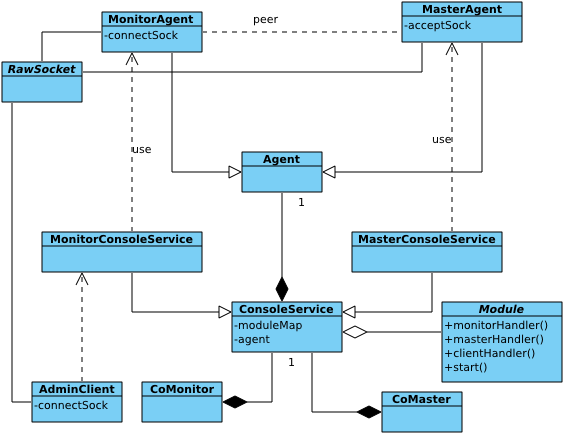 MonitorAgent
-connectSock
peer
MasterAgent
-acceptSock
RawSocket
use
use
Agent
1
MonitorConsoleService
MasterConsoleService
ConsoleService
-moduleMap
-agent
Module
+monitorHandler()
+masterHandler()
+clientHandler()
+start()
1
AdminClient
-connectSock
CoMonitor
CoMaster